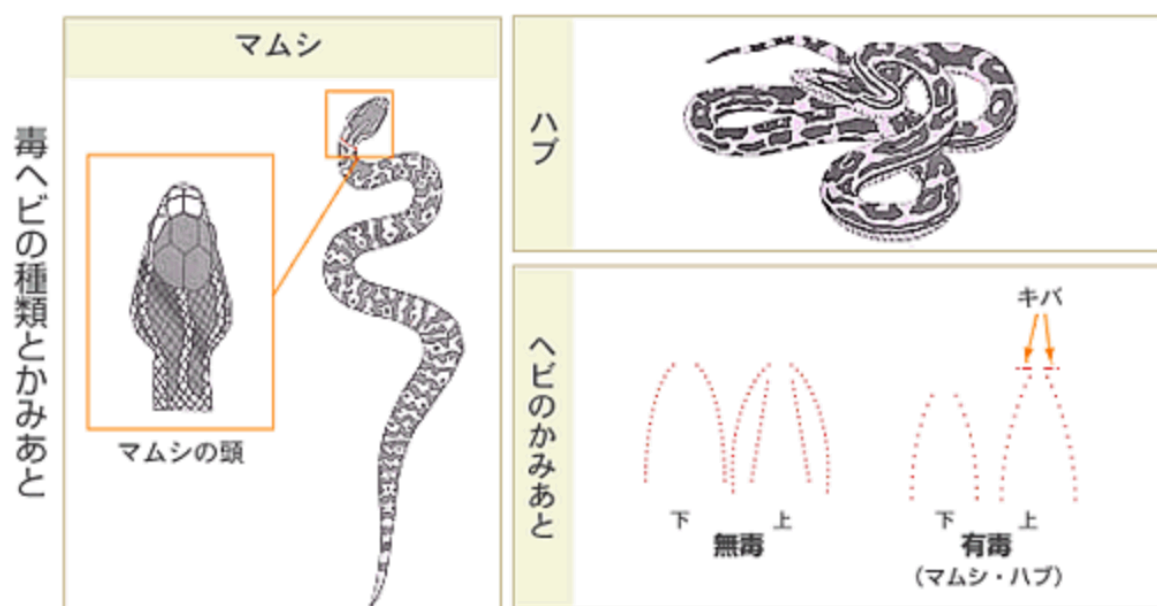 毒ヘビの種類とかみあと
マムシ
マムシの頭
ハブ
ヘビのかみあと
キバ
下
上
無毒
下
上
有毒
(マムシ・ハブ)